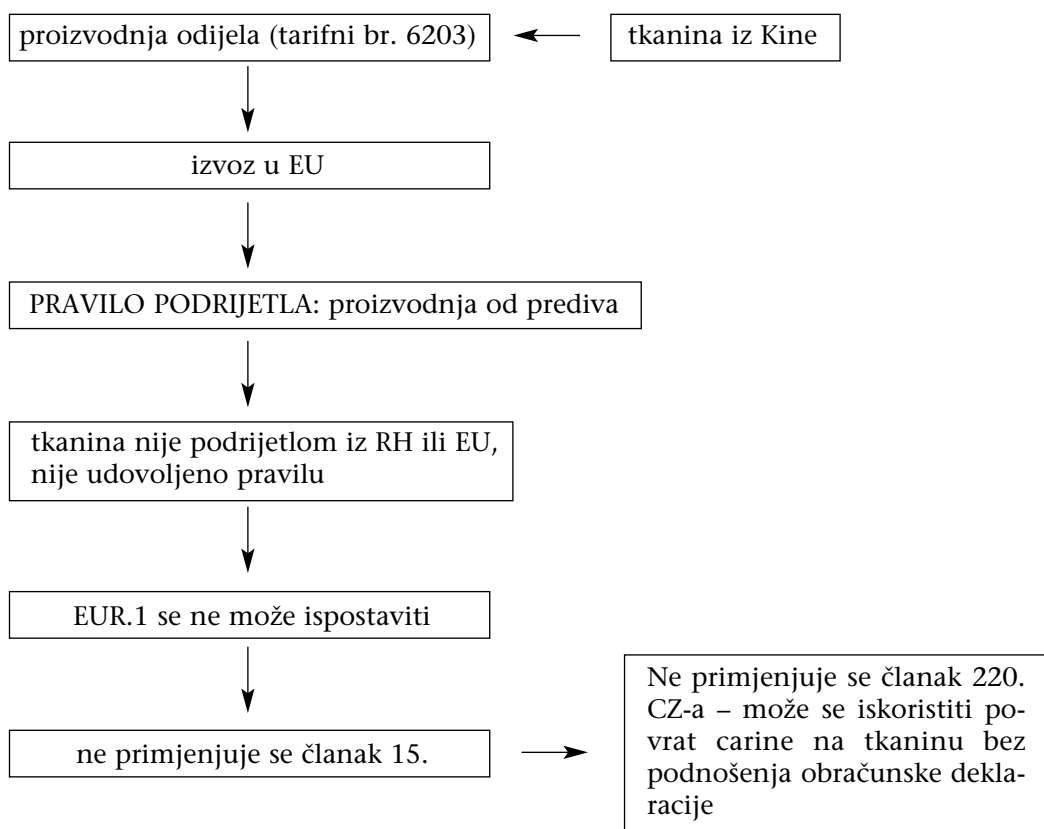 proizvodnja odijela (tarifni br. 6203)
tkanina iz Kine
izvoz u EU
PRAVILO PODRIJETLA: proizvodnja od prediva
tkanina nije podrijetlom iz RH ili EU,
nije udovoljeno pravilu
EUR.1 se ne može ispostaviti
ne primjenjuje se članak 15.
Ne primjenjuje se članak 220.
CZ-a – može se iskoristiti po-
vrat carine na tkaninu bez
podnošenja obračunske dekla-
racije